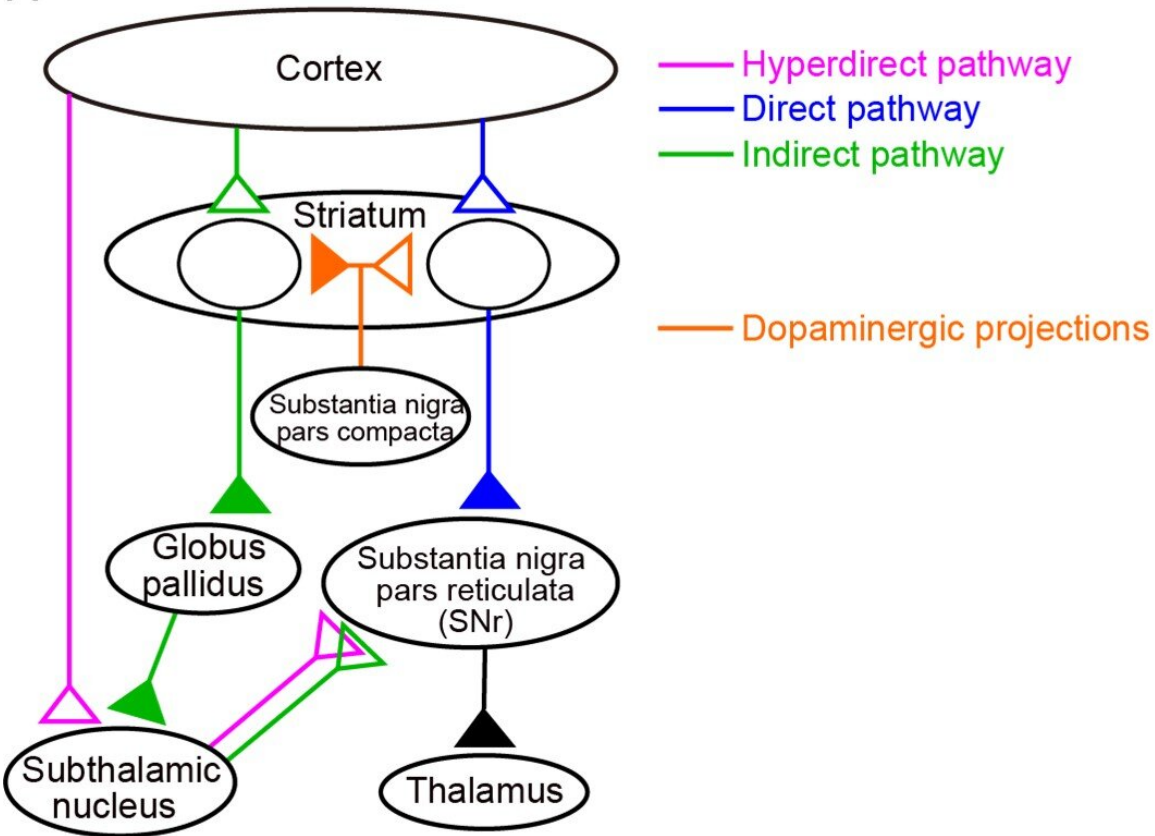 Cortex
Hyperdirect pathway
Direct pathway
Indirect pathway
Striatum
Dopaminergic projections
Substantia nigra
pars compacta
Globus
pallidus
Substantia nigra
pars reticulata
(SNr)
Subthalamic
nucleus
Thalamus